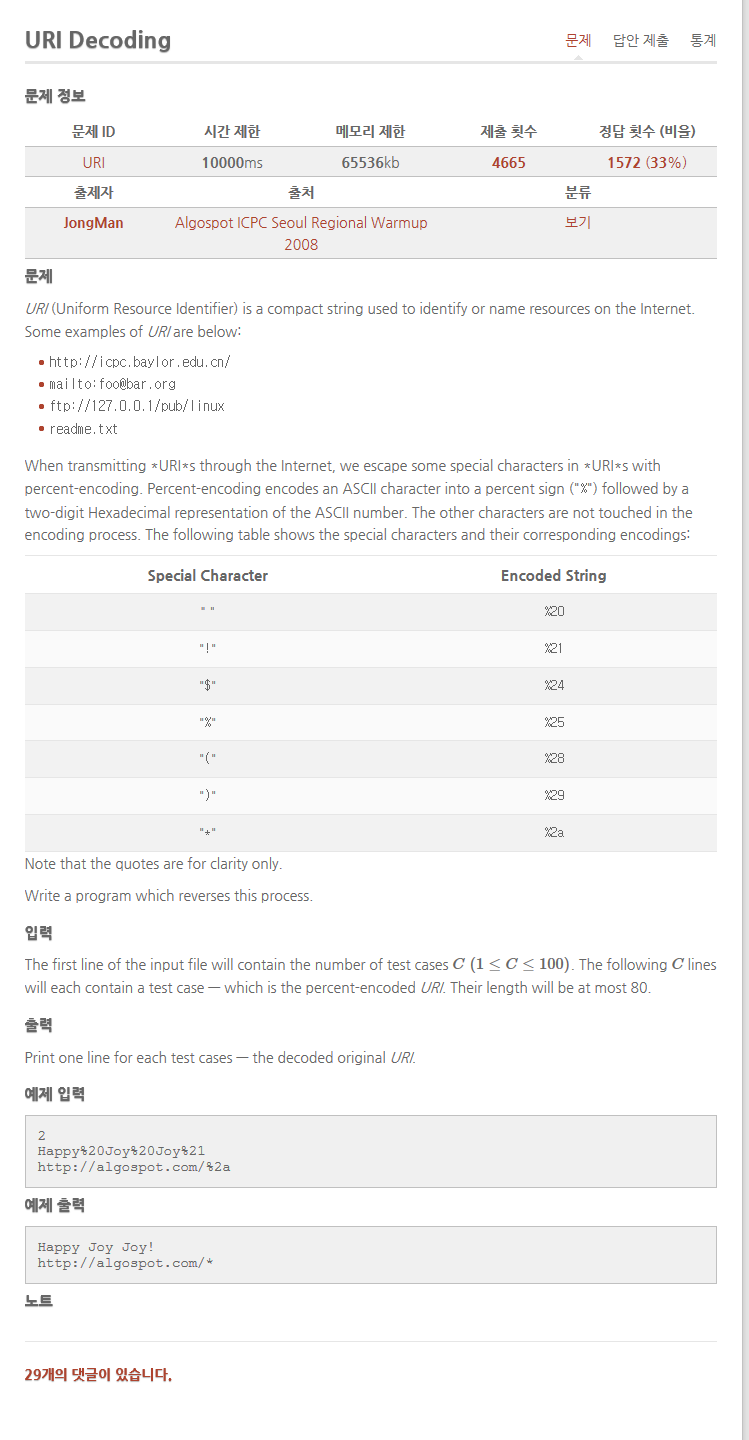 URI Decoding
문제 답안 제출 통계
문제 정보
문제 ID 시간 제한 메모리 제한 제출 횟수 정답 횟수 (비율)
URI 10000ms 65536kb 4665 1572 (33%)
출제자 출처 분류
JongMan Algospot ICPC Seoul Regional Warmup 보기
2008
문제
URI (Uniform Resource Identifier) is a compact string used to identify or name resources on the Internet.
Some examples of URI are below:
http://icpc.baylor.edu.cn/
mailto:foo@bar.org
ftp://127.0.0.1/pub/linux
readme.txt
When transmitting *URI*s through the Internet, we escape some special characters in *URI*s with
percent-encoding. Percent-encoding encodes an ASCII character into a percent sign ("%") followed by a
two-digit Hexadecimal representation of the ASCII number. The other characters are not touched in the
encoding process. The following table shows the special characters and their corresponding encodings:
Special Character Encoded String
" " %20
"!" %21
"$" %24
"%" %25
"(" %28
")" %29
"*" %2a
Note that the quotes are for clarity only.
Write a program which reverses this process.
입력
The first line of the input file will contain the number of test cases C (1 ≤ C ≤ 100). The following C lines
will each contain a test case — which is the percent-encoded URI. Their length will be at most 80.
출력
Print one line for each test cases — the decoded original URI.
예제 입력
2
Happy%20Joy%20Joy%21
http://algospot.com/%2a
예제 출력
Happy Joy Joy!
http://algospot.com/*
노트
29개의 댓글이 있습니다.